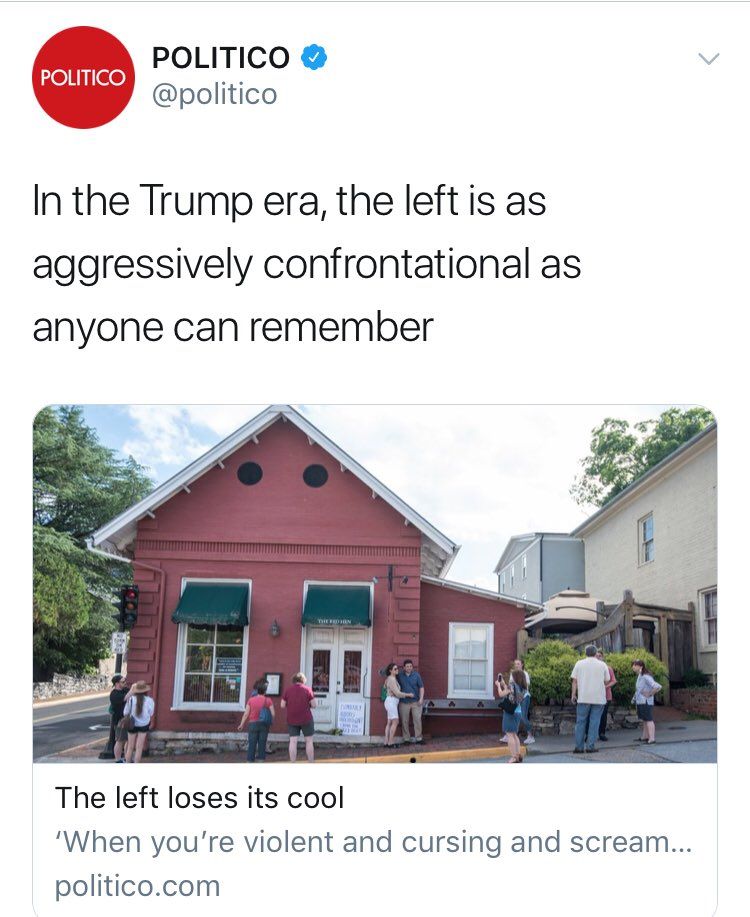 POLITICO
POLITICO
@politico
In the Trump era, the left is as
aggressively confrontational as
anyone can remember
THE RED HEN
The left loses its cool
‘When you’re violent and cursing and scream...
politico.com